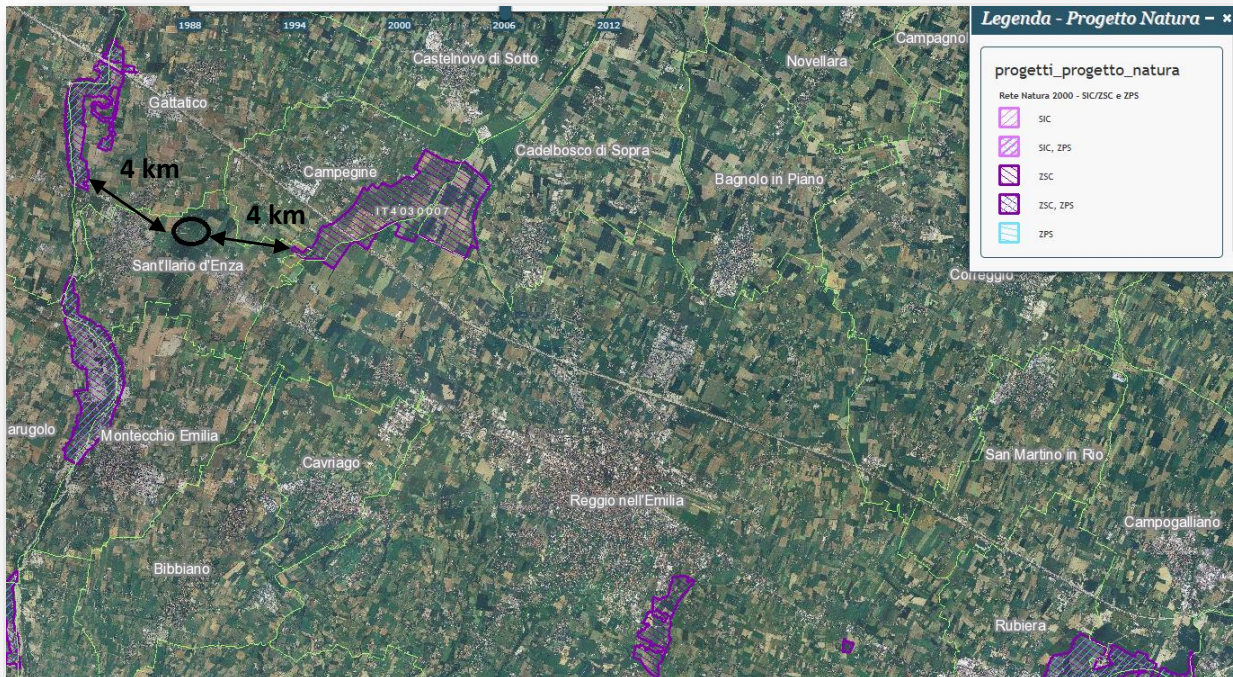 1988
1994
2000
2006
2012
Legenda - Progetto Natura
progetti_progetto_natura
Rete Natura 2000 - SIC/ZSC e ZPS
SIC
SIC, ZPS
ZSC
ZSC, ZPS
ZPS
Campagnol
Castelnovo di Sotto
Novellara
Gattatico
Cadelbosco di Sopra
4 km
Campegine
Bagnolo in Piano
IT4030007
4 km
Sant'Ilario d'Enza
Correggio
arugolo
Montecchio Emilia
Cavriago
San Martino in Rio
Reggio nell'Emilia
Campogalliano
Bibbiano
Rubiera